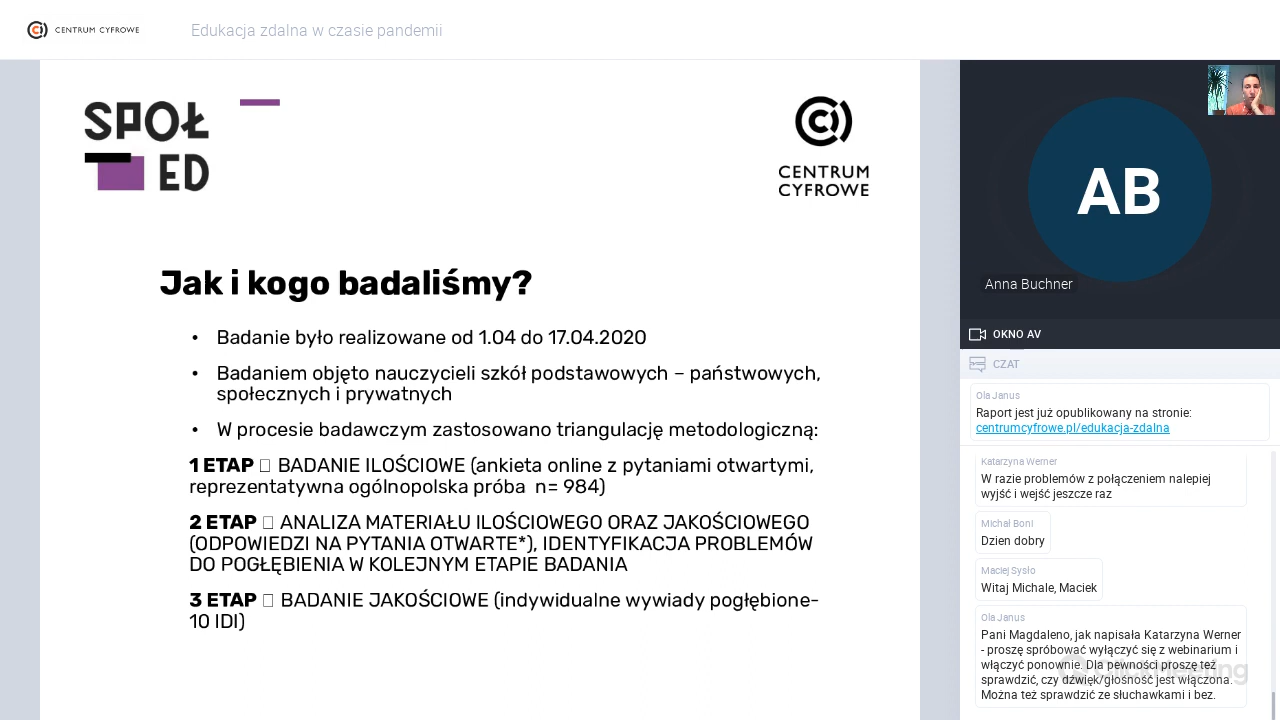 CENTRUM CYFROWE
Edukacja zdalna w czasie pandemii
SPOŁ
ED
CENTRUM
CYFROWE
Jak i kogo badaliśmy?
• Badanie było realizowane od 1.04 do 17.04.2020
• Badaniem objęto nauczycieli szkół podstawowych – państwowych,
społecznych i prywatnych
• W procesie badawczym zastosowano triangulację metodologiczną:
1 ETAP □ BADANIE ILOŚCIOWE (ankieta online z pytaniami otwartymi,
reprezentatywna ogólnopolska próba n= 984)
2 ETAP □ ANALIZA MATERIAŁU ILOŚCIOWEGO ORAZ JAKOŚCIOWEGO
(ODPOWIEDZI NA PYTANIA OTWARTE*), IDENTYFIKACJA PROBLEMÓW
DO POGŁĘBIENIA W KOLEJNYM ETAPIE BADANIA
3 ETAP □ BADANIE JAKOŚCIOWE (indywidualne wywiady pogłębione-
10 IDI)
AB
Anna Buchner
OKNO AV
CZAT
Ola Janus
Raport jest już opublikowany na stronie:
centrumcyfrowe.pl/edukacja-zdalna
Katarzyna Werner
W razie problemów z połączeniem nalepiej
wyjść i wejść jeszcze raz
Michał Boni
Dzien dobry
Maciej Sysło
Witaj Michale, Maciek
Ola Janus
Pani Magdaleno, jak napisała Katarzyna Werner
- proszę spróbować wyłączyć się z webinarium i
włączyć ponownie. Dla pewności proszę też
sprawdzić, czy dźwięk/głośność jest włączona.
Można też sprawdzić ze słuchawkami i bez.